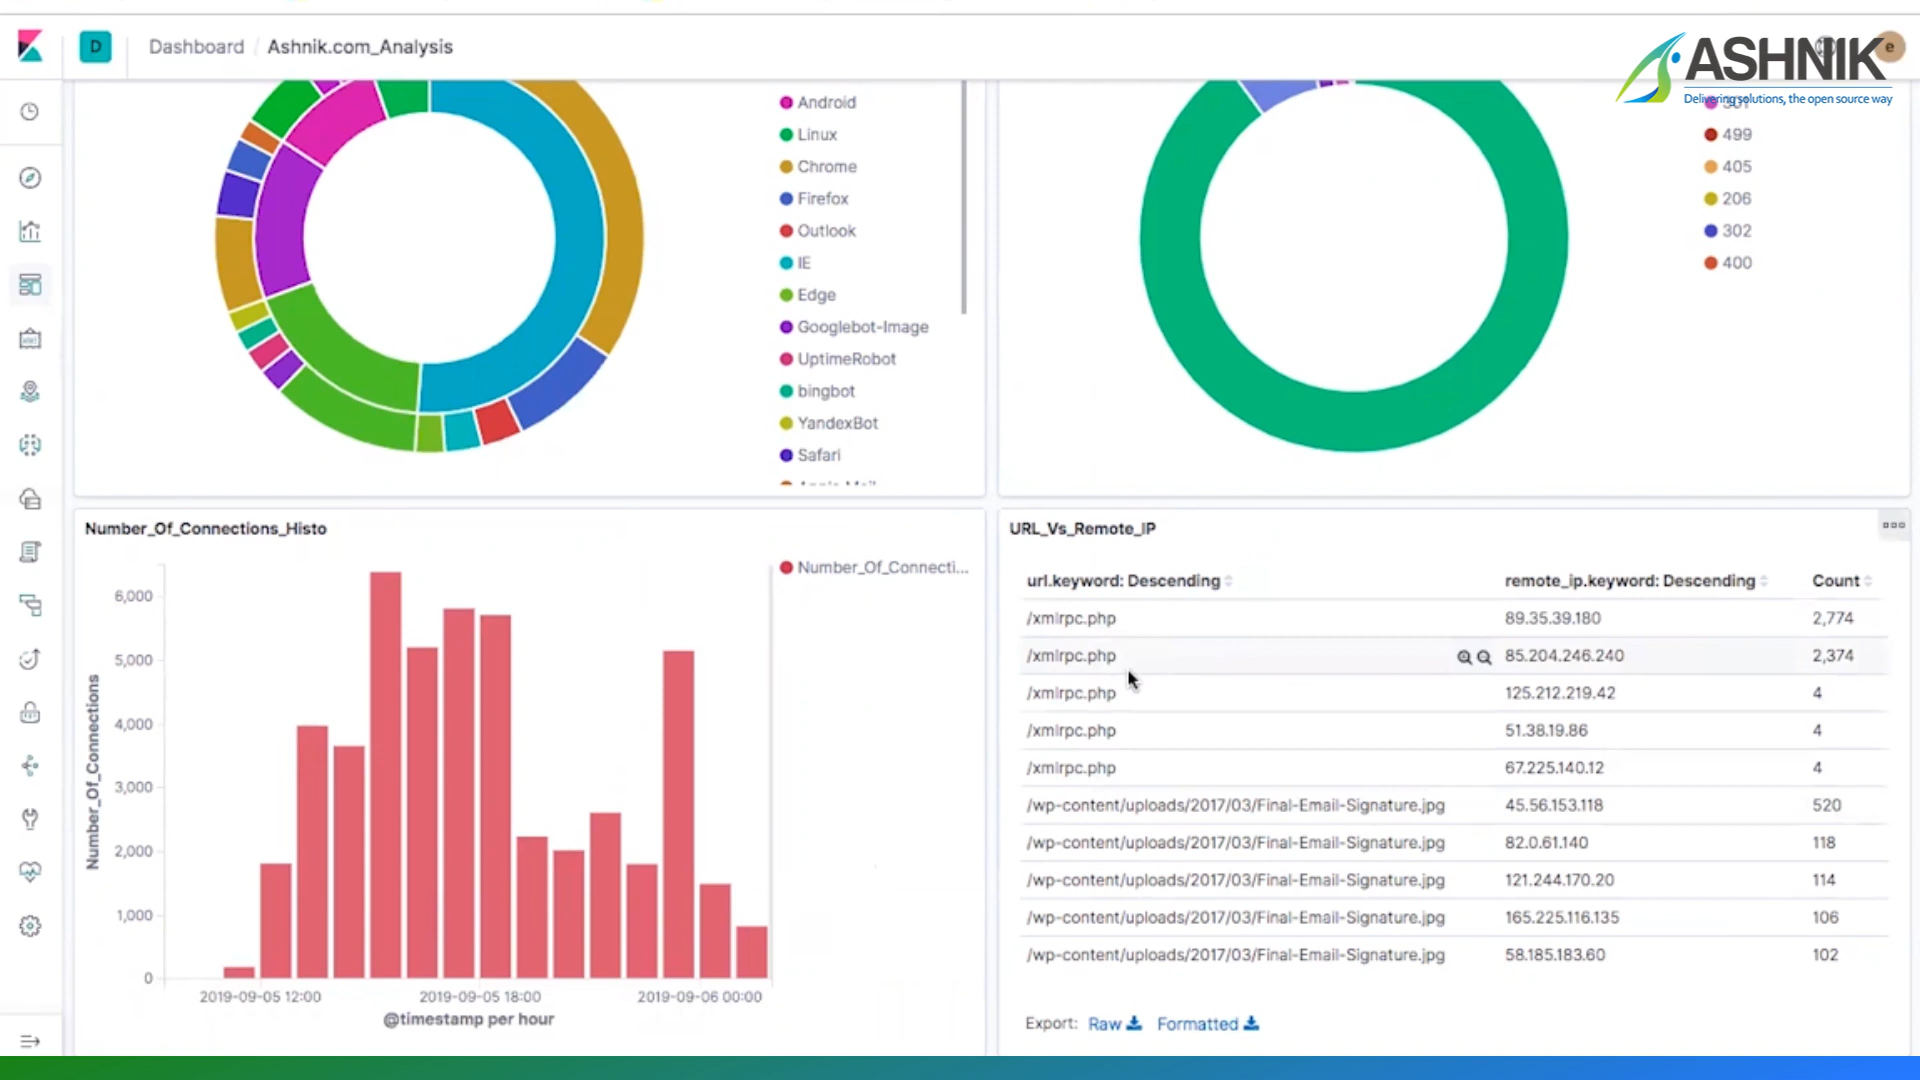 D
Dashboard / Ashnik.com_Analysis
e
ASHNIK
Delivering solutions, the open source way
Android
Linux
Chrome
Firefox
Outlook
IE
Edge
Googlebot-Image
UptimeRobot
bingbot
YandexBot
Safari
499
405
206
302
400
Number_Of_Connections_Histo
Number_Of_Connecti...
6,000
5,000
4,000
3,000
2,000
1,000
0
Number_Of_Connections
2019-09-05 12:00 2019-09-05 18:00 2019-09-06 00:00
@timestamp per hour
URL_Vs_Remote_IP
url.keyword: Descending remote_ip.keyword: Descending Count
/xmlrpc.php 89.35.39.180 2,774
/xmlrpc.php 85.204.246.240 2,374
/xmlrpc.php 125.212.219.42 4
/xmlrpc.php 51.38.19.86 4
/xmlrpc.php 67.225.140.12 4
/wp-content/uploads/2017/03/Final-Email-Signature.jpg 45.56.153.118 520
/wp-content/uploads/2017/03/Final-Email-Signature.jpg 82.0.61.140 118
/wp-content/uploads/2017/03/Final-Email-Signature.jpg 121.244.170.20 114
/wp-content/uploads/2017/03/Final-Email-Signature.jpg 165.225.116.135 106
/wp-content/uploads/2017/03/Final-Email-Signature.jpg 58.185.183.60 102
Export: Raw Formatted